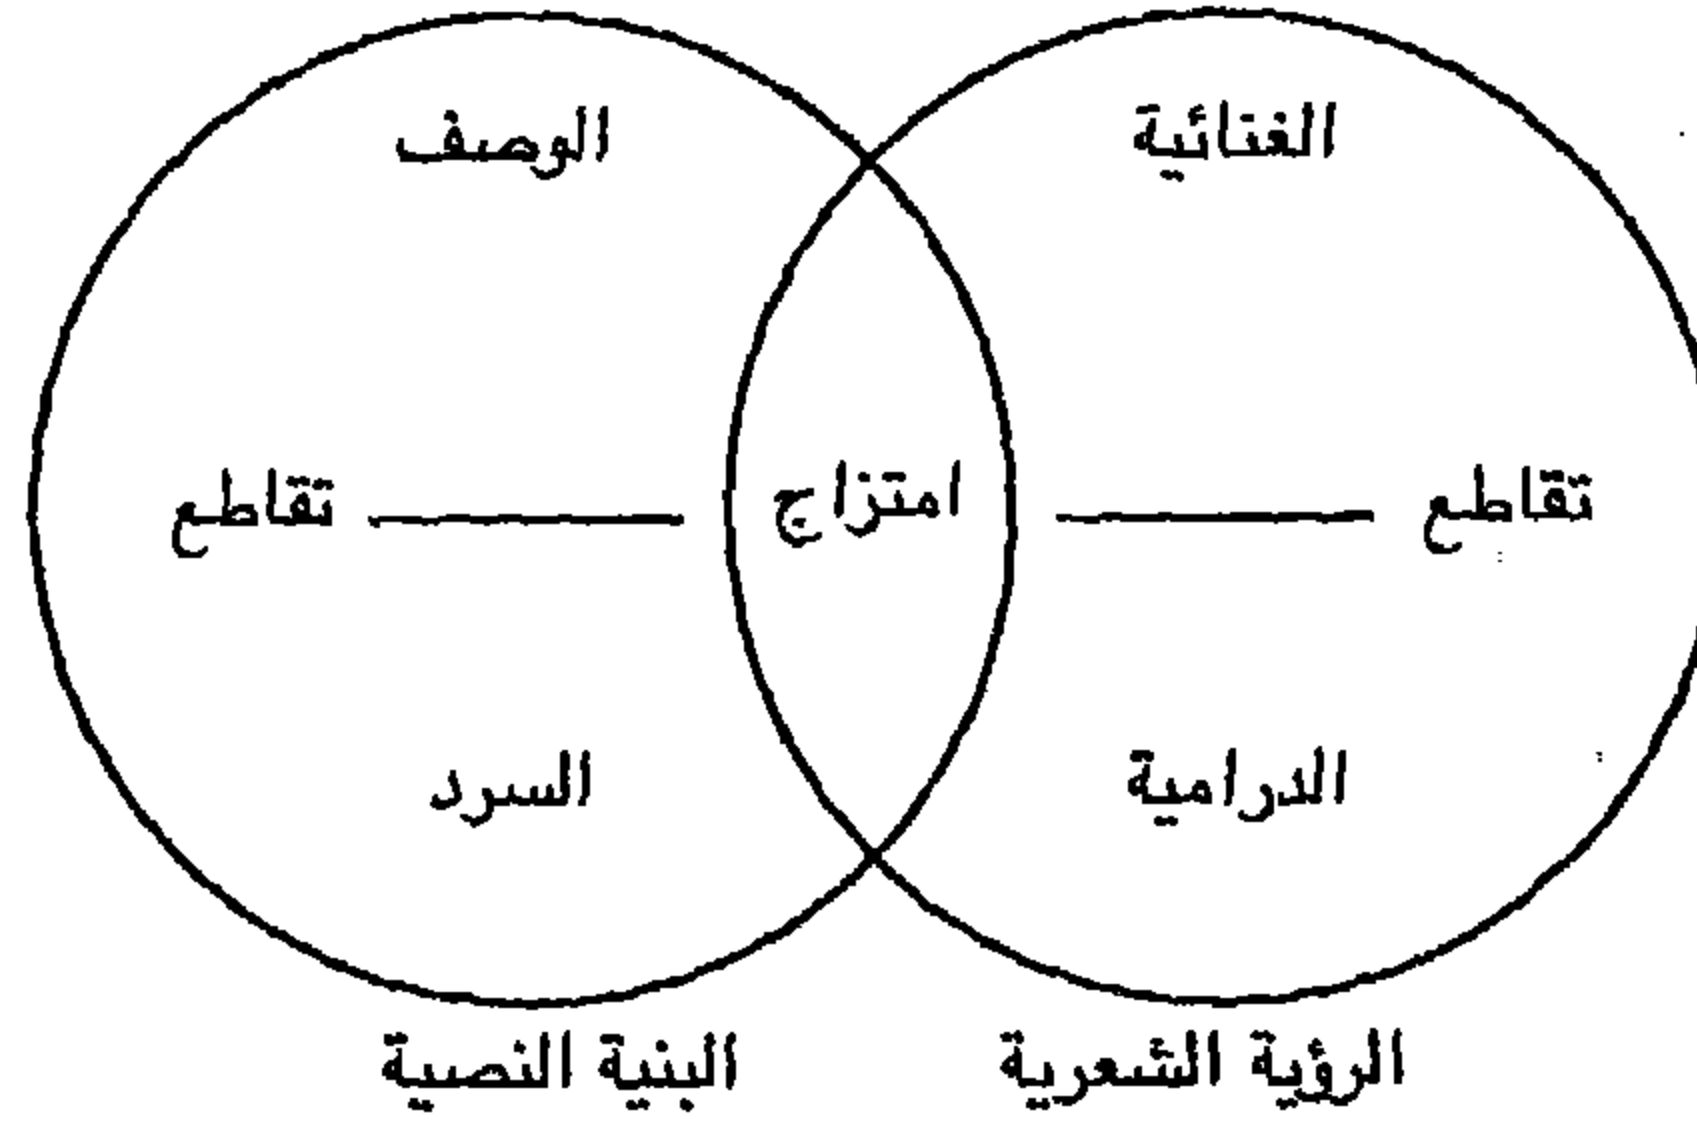 الغنائية الوصف
تقاطع امتزاج تقاطع
الدرامية السرد
الرؤية الشعرية البنية النصية